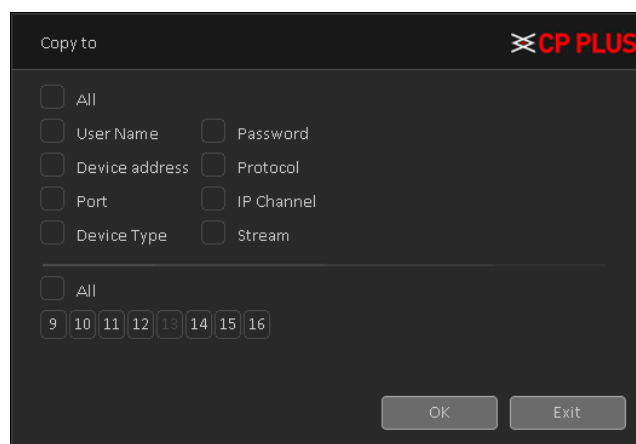 Copy to CP PLUS
All
User Name Password
Device address Protocol
Port IP Channel
Device Type Stream
All
9 10 11 12 13 14 15 16
OK Exit